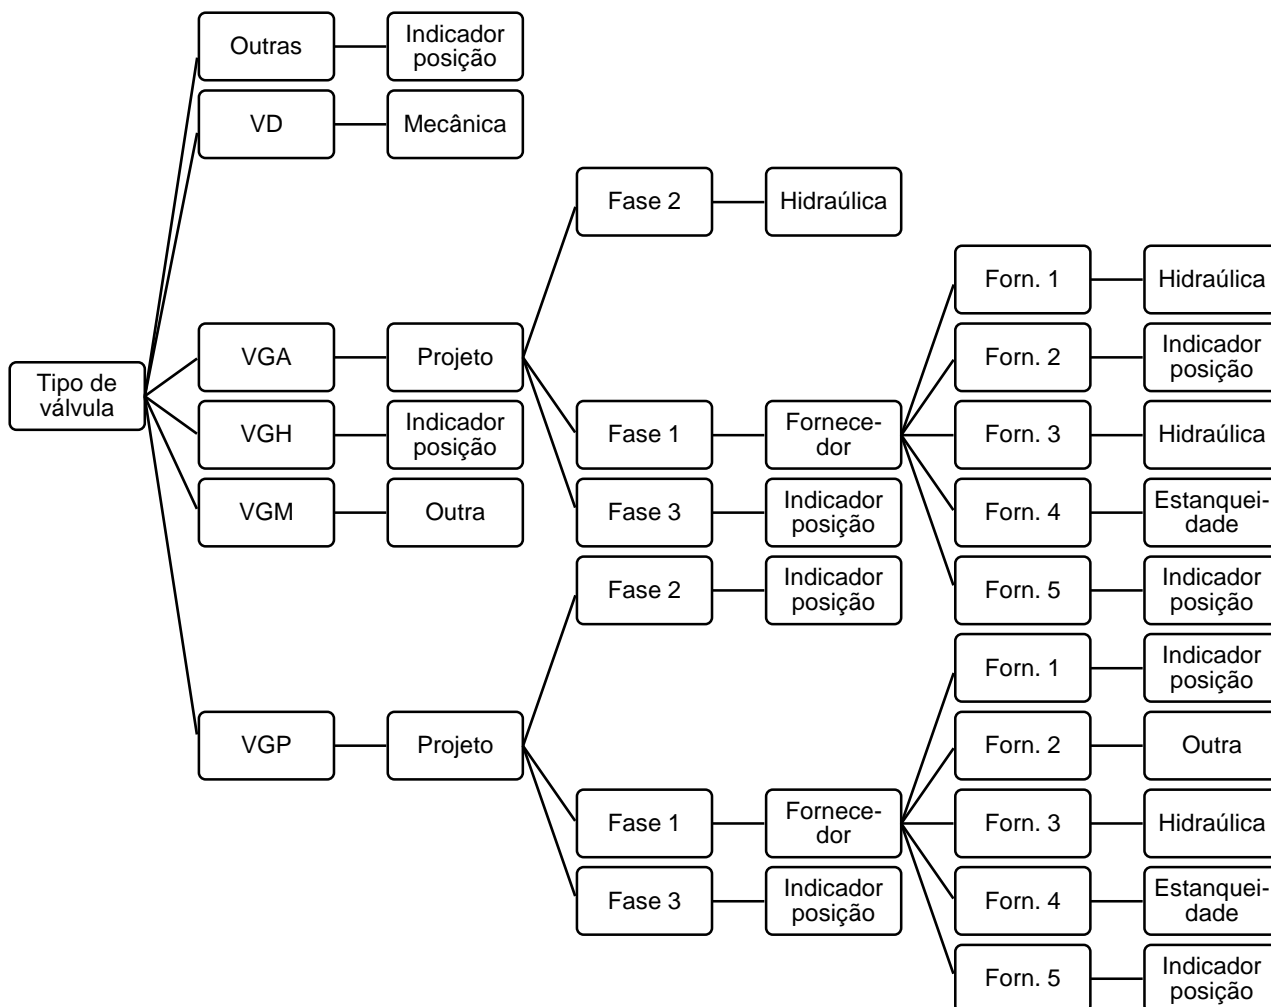 Outras
Indicador
posição
VD
Mecânica
Fase 2
Hidraúlica
Forn. 1
Hidraúlica
VGA
Projeto
Forn. 2
Indicador
posição
Tipo de
válvula
VGH
Indicador
posição
Fase 1
Fornece-
dor
Forn. 3
Hidraúlica
VGM
Outra
Fase 3
Indicador
posição
Forn. 4
Estanquei-
dade
Fase 2
Indicador
posição
Forn. 5
Indicador
posição
Forn. 1
Indicador
posição
VGP
Projeto
Forn. 2
Outra
Fase 1
Fornece-
dor
Forn. 3
Hidraúlica
Fase 3
Indicador
posição
Forn. 4
Estanquei-
dade
Forn. 5
Indicador
posição